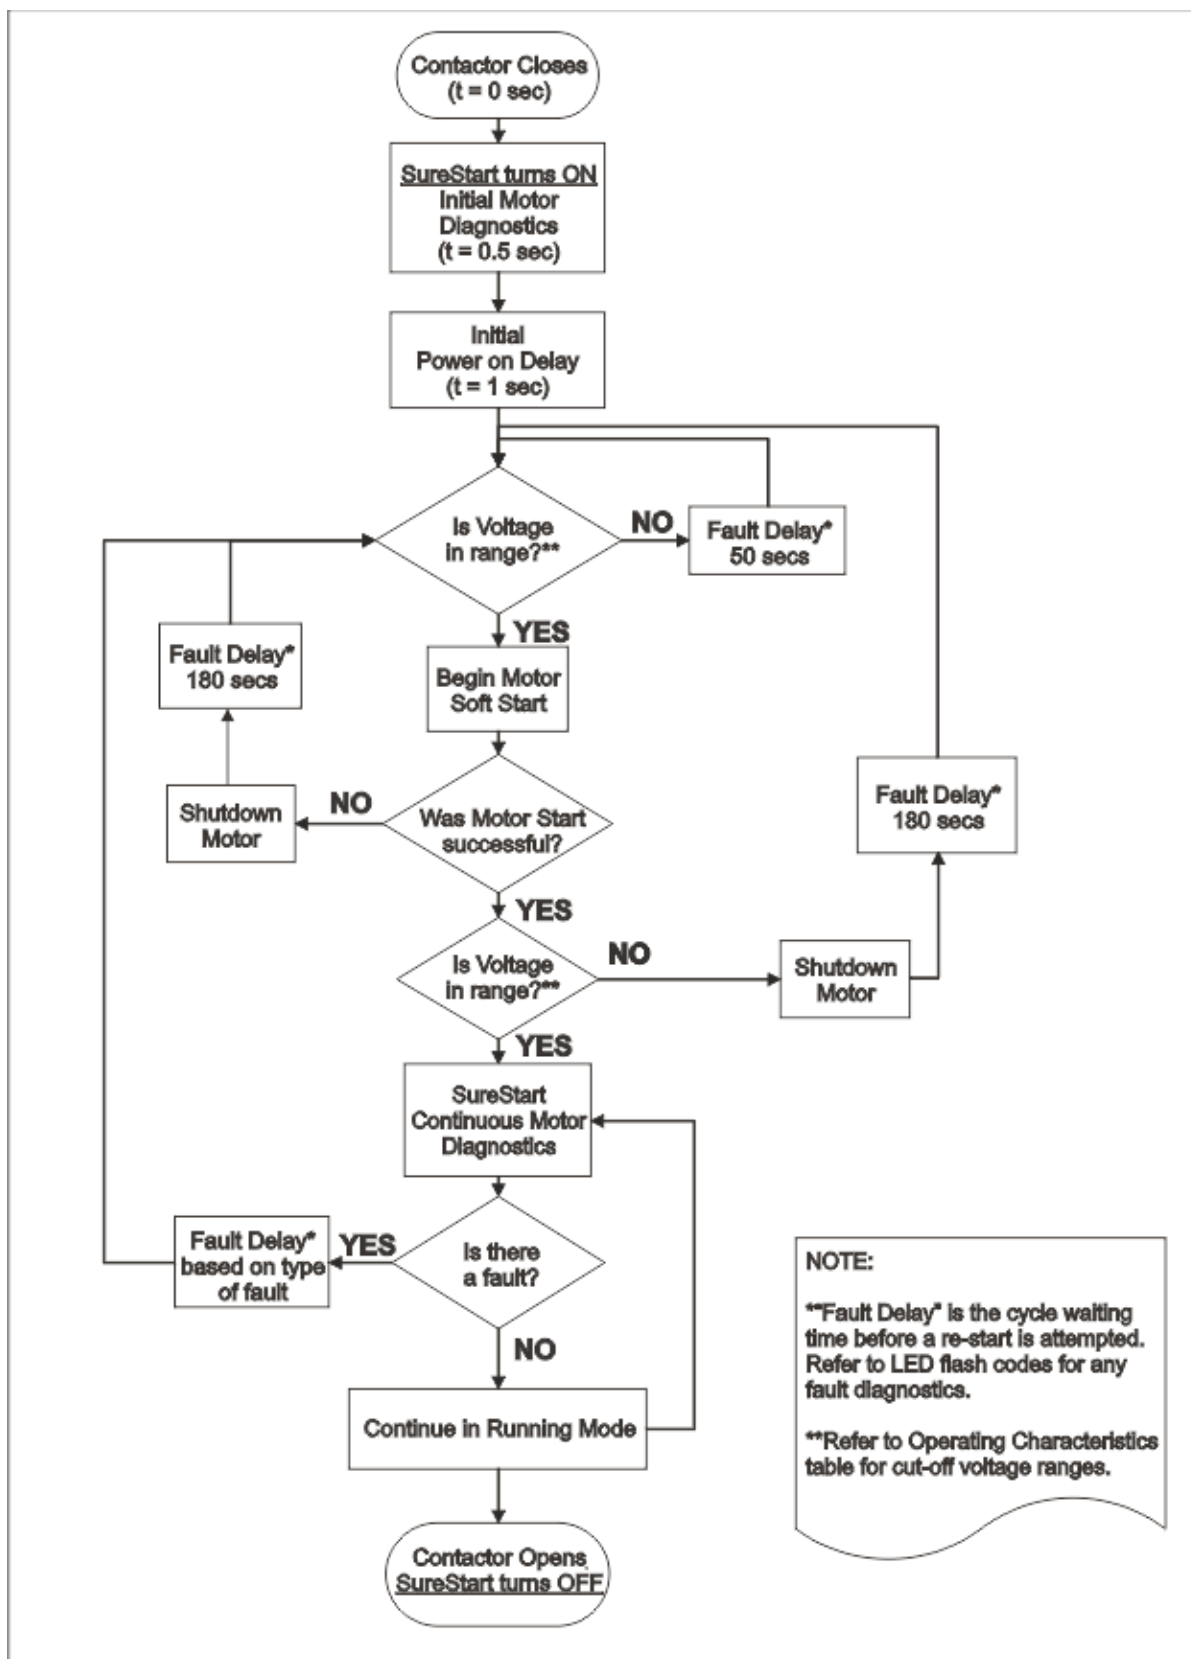 Contactor Closes
(t = 0 sec)
SureStart turns ON
Initial Motor
Diagnostics
(t = 0.5 sec)
Initial
Power on Delay
(t = 1 sec)
Is Voltage
in range?**
NO
Fault Delay*
50 secs
YES
Fault Delay*
180 secs
Begin Motor
Soft Start
Shutdown
Motor
NO
Was Motor Start
successful?
Fault Delay*
180 secs
YES
Is Voltage
in range?**
NO
Shutdown
Motor
YES
SureStart
Continuous Motor
Diagnostics
Fault Delay*
based on type
of fault
YES
Is there
a fault?
NO
Continue in Running Mode
Contactor Opens
SureStart turns OFF
NOTE:
*"Fault Delay" is the cycle waiting
time before a re-start is attempted.
Refer to LED flash codes for any
fault diagnostics.
**Refer to Operating Characteristics
table for cut-off voltage ranges.